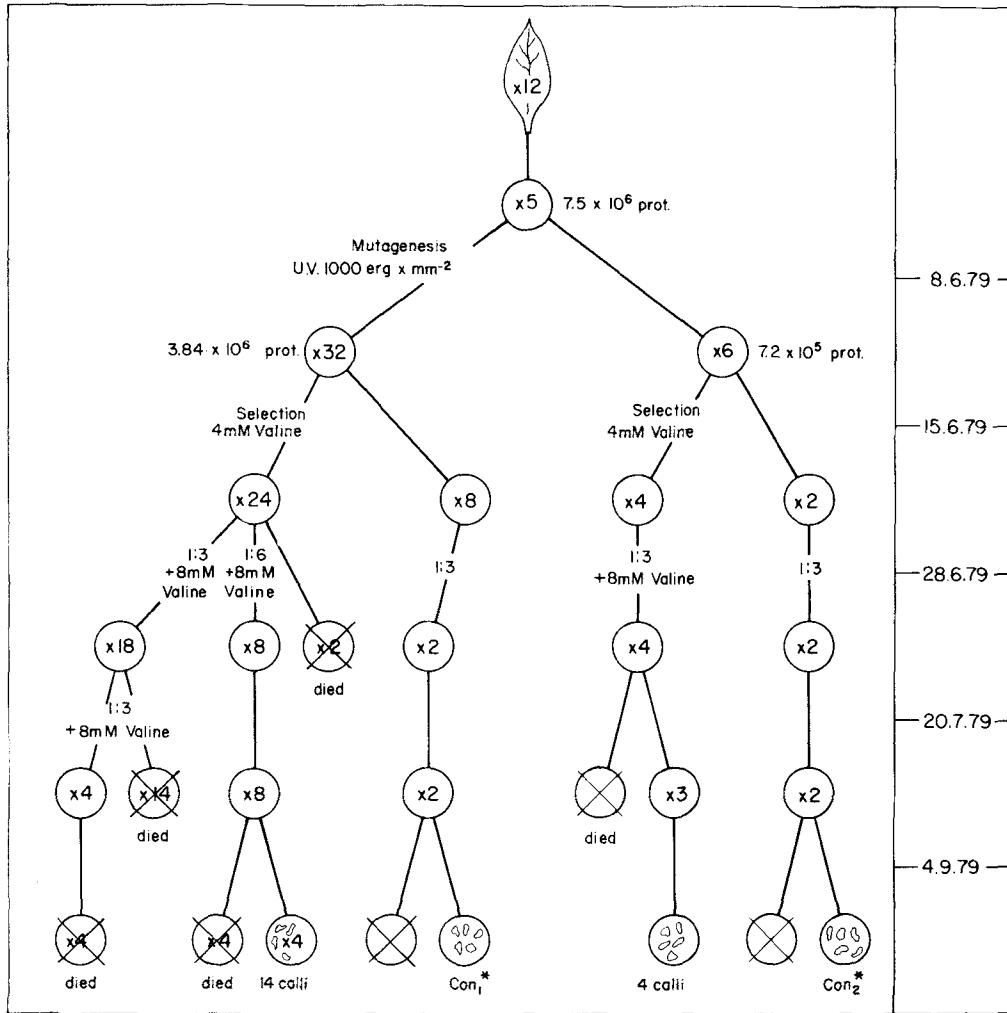 x12
x5 7.5 x 10⁶ prot.
Mutagenesis
U.V. 1000 erg x mm⁻²
8.6.79
3.84 x 10⁶ prot. x32 x6 7.2 x 10⁵ prot.
Selection
4mM Valine
Selection
4mM Valine
15.6.79
x24 x8 x4 x2
1:3
+8mM
Valine
1:6
+8mM
Valine
1:3
1:3
+8mM Valine
1:3
28.6.79
x18 x8 x2 x2 x4 x2
died
1:3
+8mM Valine
20.7.79
x4 x14 x8 x2 x3 x2
died died
4.9.79
x4 x4 x4
died died 14 calli Con₁* 4 calli Con₂*